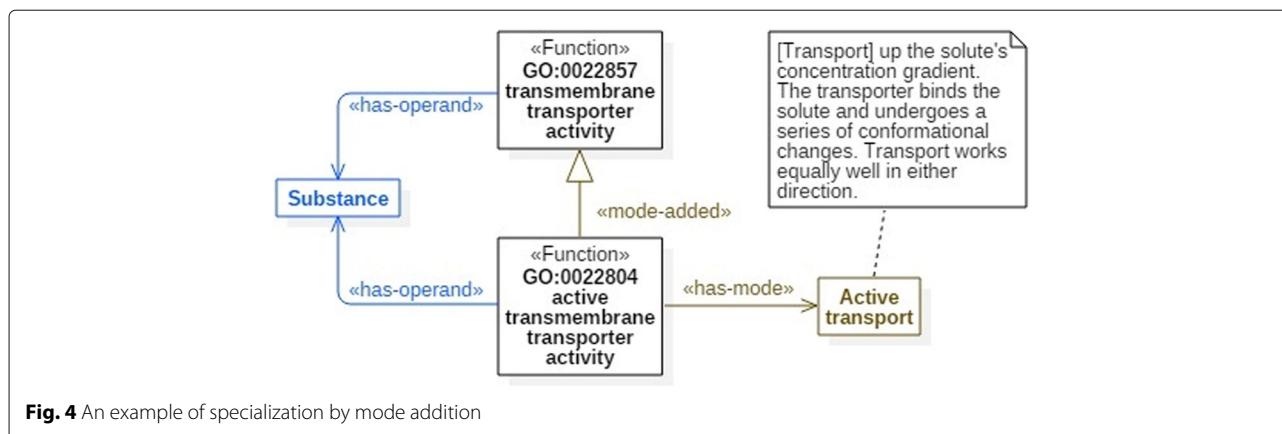 «Function»
GO:0022857
transmembrane
transporter
activity
«has-operand»
[Transport] up the solute's
concentration gradient.
The transporter binds the
solute and undergoes a
series of conformational
changes. Transport works
equally well in either
direction.
Substance
«mode-added»
«Function»
GO:0022804
active
transmembrane
transporter
activity
«has-operand»
«has-mode»
Active
transport
Fig. 4 An example of specialization by mode addition